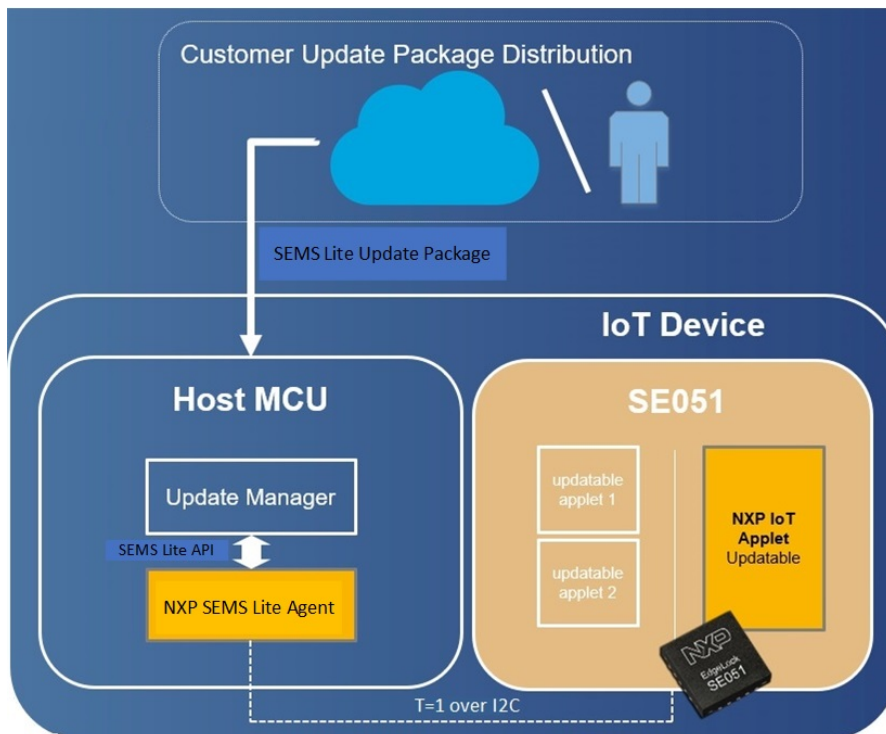 Customer Update Package Distribution
SEMS Lite Update Package
IoT Device
Host MCU
Update Manager
SEMS Lite API
NXP SEMS Lite Agent
SE051
updatable
applet 1
updatable
applet 2
NXP IoT
Applet
Updatable
NXP
EdgeLock
SE051
T=1 over I2C